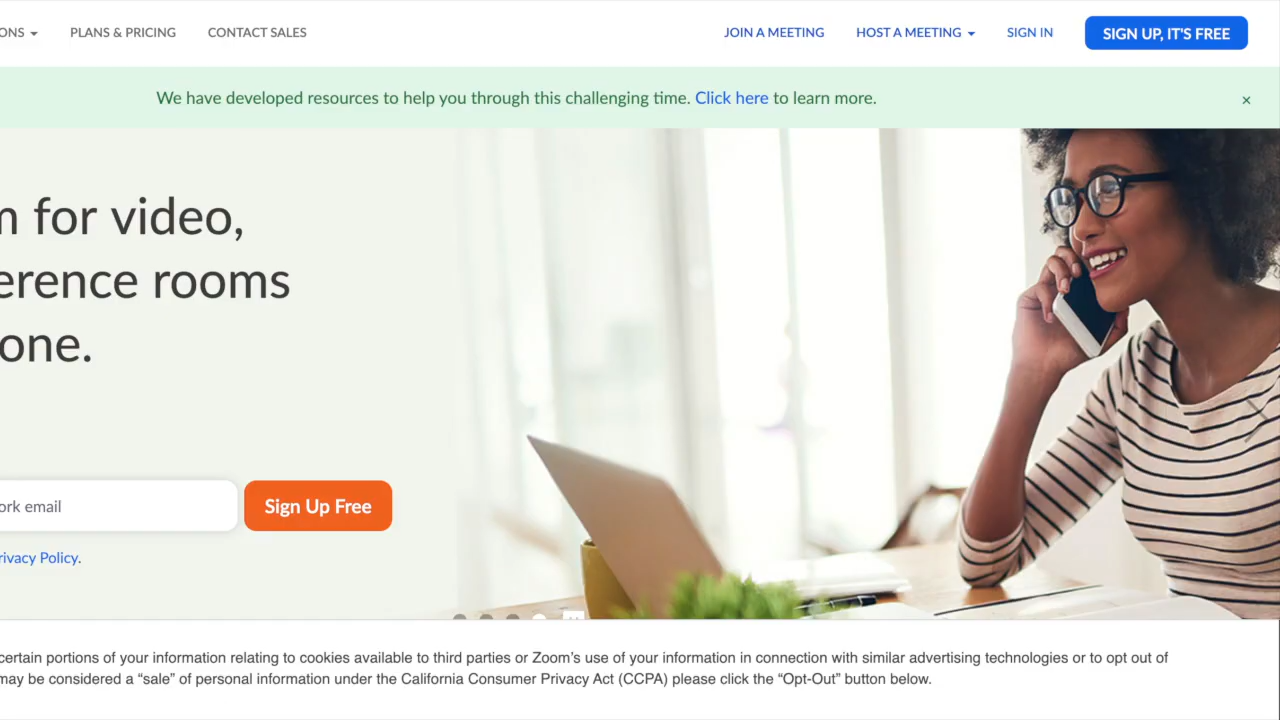 ONS PLANS & PRICING CONTACT SALES JOIN A MEETING HOST A MEETING SIGN IN SIGN UP, IT'S FREE
We have developed resources to help you through this challenging time. Click here to learn more. ×
m for video,
erence rooms
one.
ork email Sign Up Free
rivacy Policy.
certain portions of your information relating to cookies available to third parties or Zoom’s use of your information in connection with similar advertising technologies or to opt out of
may be considered a “sale” of personal information under the California Consumer Privacy Act (CCPA) please click the “Opt-Out” button below.